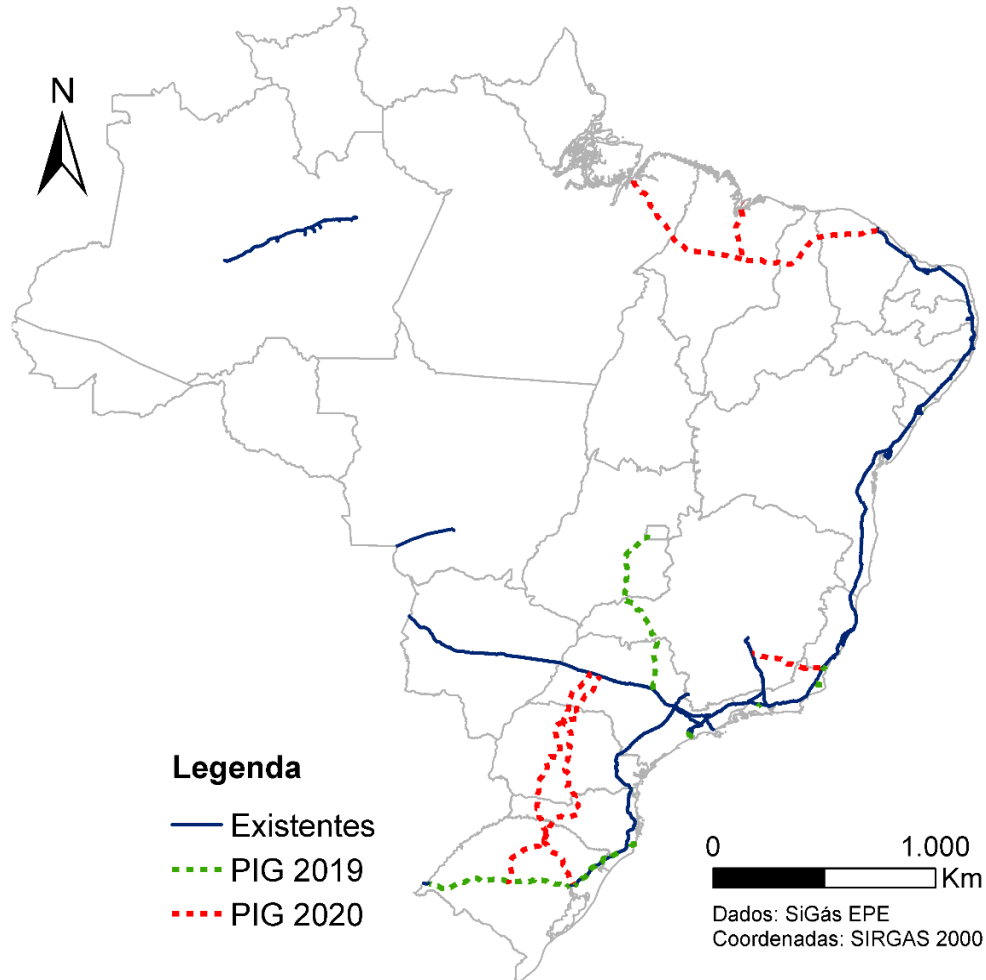 N
Legenda
Existentes
PIG 2019
PIG 2020
0 1.000
Km
Dados: SiGás EPE
Coordenadas: SIRGAS 2000